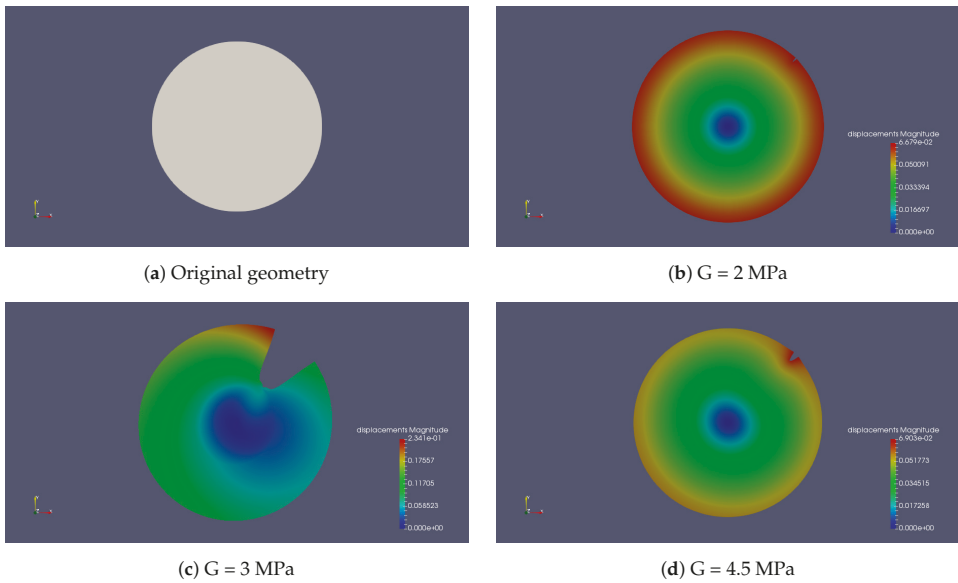 (a) Original geometry
displacements Magnitude
6.679e-02
0.050091
0.033394
0.016697
0.000e+00
(b) G = 2 MPa
displacements Magnitude
2.341e-01
0.17557
0.11705
0.058523
0.000e+00
(c) G = 3 MPa
displacements Magnitude
6.903e-02
0.051773
0.034515
0.017258
0.000e+00
(d) G = 4.5 MPa